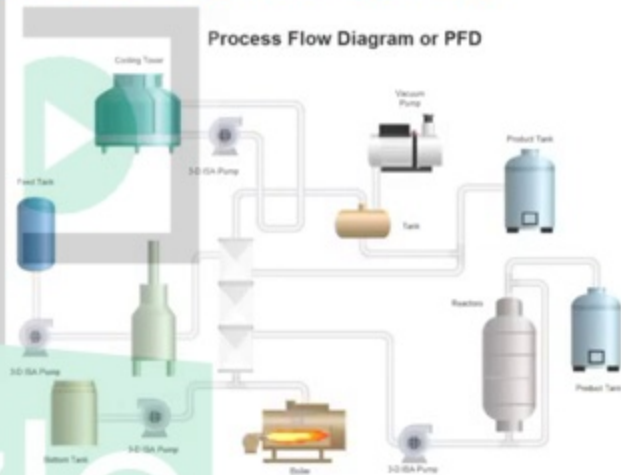 Process Flow Diagram or PFD
Cooling Tower
Vacuum
Pump
Product Tank
3-D ISA Pump
Feed Tank
Tank
Reactors
3-D ISA Pump
Product Tank
Bottom Tank
3-D ISA Pump
Boiler
3-D ISA Pump